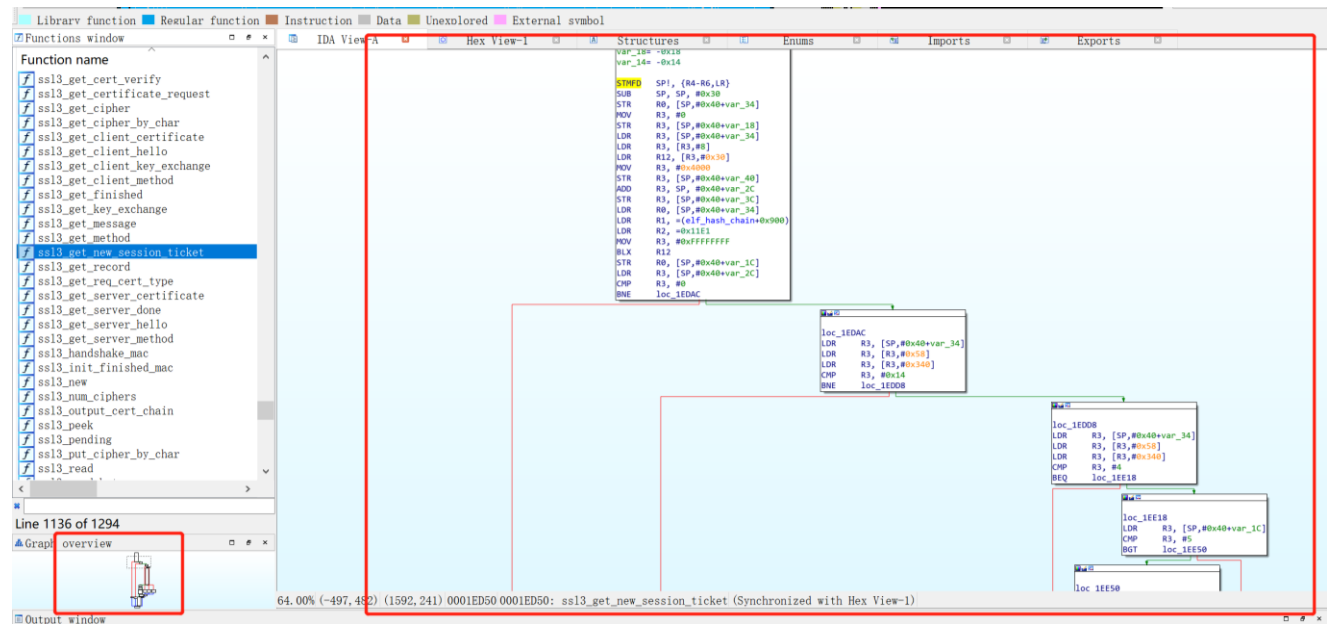 Library function Regular function Instruction Data Unexplored External symbol
Functions window
IDA View-A Hex View-1 Structures Enums Imports Exports
Function name
ssl3_get_cert_verify
ssl3_get_certificate_request
ssl3_get_cipher
ssl3_get_cipher_by_char
ssl3_get_client_certificate
ssl3_get_client_hello
ssl3_get_client_key_exchange
ssl3_get_client_method
ssl3_get_finished
ssl3_get_key_exchange
ssl3_get_message
ssl3_get_method
ssl3_get_new_session_ticket
ssl3_get_record
ssl3_get_req_cert_type
ssl3_get_server_certificate
ssl3_get_server_done
ssl3_get_server_hello
ssl3_get_server_method
ssl3_handshake_mac
ssl3_init_finished_mac
ssl3_new
ssl3_num_ciphers
ssl3_output_cert_chain
ssl3_peek
ssl3_pending
ssl3_put_cipher_by_char
ssl3_read
Line 1136 of 1294
Graph overview
var_18= -0x18
var_14= -0x14
STMFD SP!, {R4-R6,LR}
SUB SP, SP, #0x30
STR R0, [SP,#0x40+var_34]
MOV R3, #0
STR R3, [SP,#0x40+var_18]
LDR R3, [SP,#0x40+var_34]
LDR R3, [R3,#8]
LDR R12, [R3,#0x30]
MOV R3, #0x4000
STR R3, [SP,#0x40+var_40]
ADD R3, SP, #0x40+var_2C
STR R3, [SP,#0x40+var_3C]
LDR R0, [SP,#0x40+var_34]
LDR R1, =(elf_hash_chain+0x900)
LDR R2, =0x11E1
MOV R3, #0xFFFFFFFF
BLX R12
STR R0, [SP,#0x40+var_1C]
LDR R3, [SP,#0x40+var_2C]
CMP R3, #0
BNE loc_1EDAC
loc_1EDAC
LDR R3, [SP,#0x40+var_34]
LDR R3, [R3,#0x58]
LDR R3, [R3,#0x340]
CMP R3, #0x14
BNE loc_1EDD8
loc_1EDD8
LDR R3, [SP,#0x40+var_34]
LDR R3, [R3,#0x58]
LDR R3, [R3,#0x340]
CMP R3, #4
BEQ loc_1EE18
loc_1EE18
LDR R3, [SP,#0x40+var_1C]
CMP R3, #5
BGT loc_1EE50
loc_1EE50
64.00% (-497,482) (1592,241) 0001ED50 0001ED50: ssl3_get_new_session_ticket (Synchronized with Hex View-1)
Output window